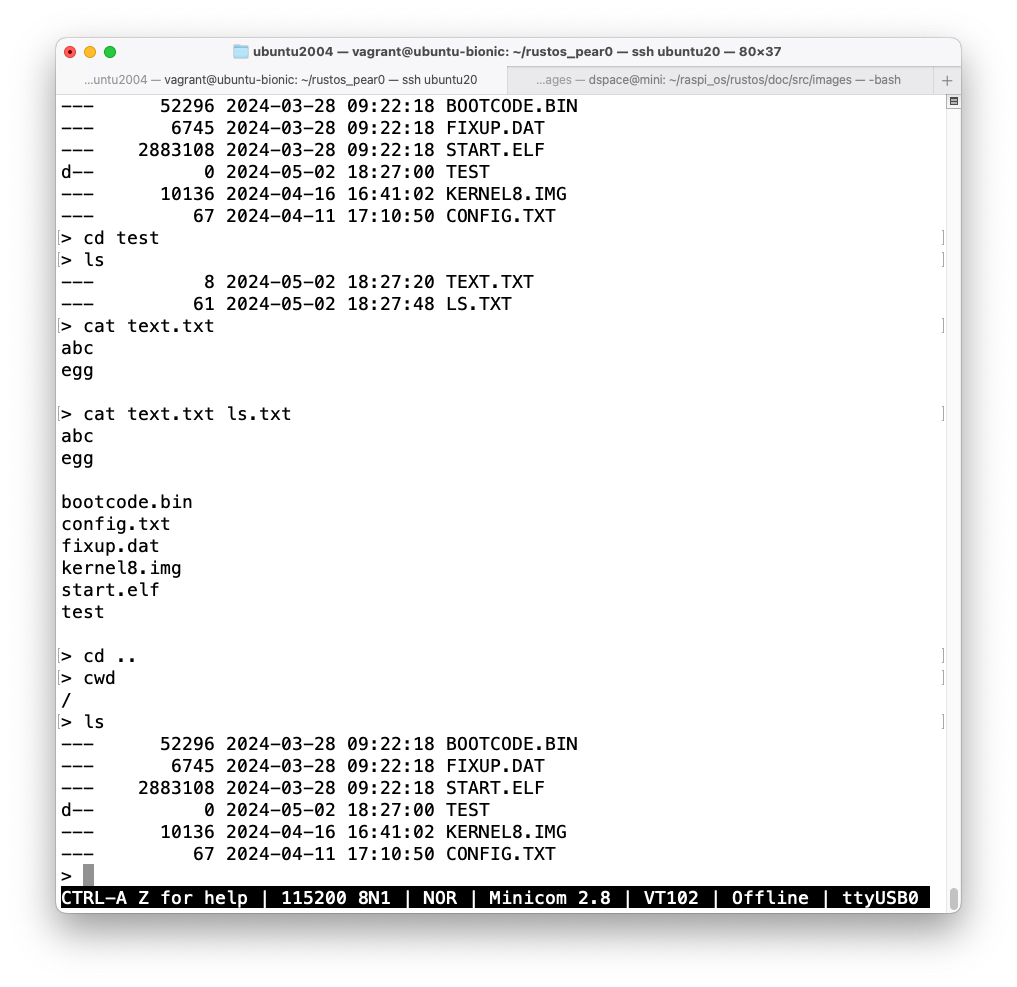 ubuntu2004 — vagrant@ubuntu-bionic: ~/rustos_pear0 — ssh ubuntu20 — 80×37
...untu2004 — vagrant@ubuntu-bionic: ~/rustos_pear0 — ssh ubuntu20
...ages — dspace@mini: ~/raspi_os/rustos/doc/src/images — -bash
+
---      52296 2024-03-28 09:22:18 BOOTCODE.BIN
---       6745 2024-03-28 09:22:18 FIXUP.DAT
---    2883108 2024-03-28 09:22:18 START.ELF
d--          0 2024-05-02 18:27:00 TEST
---      10136 2024-04-16 16:41:02 KERNEL8.IMG
---         67 2024-04-11 17:10:50 CONFIG.TXT
[> cd test ]
[> ls ]
---          8 2024-05-02 18:27:20 TEXT.TXT
---         61 2024-05-02 18:27:48 LS.TXT
[> cat text.txt ]
abc
egg
[> cat text.txt ls.txt ]
abc
egg
bootcode.bin
config.txt
fixup.dat
kernel8.img
start.elf
test
[> cd .. ]
[> cwd ]
/
[> ls ]
---      52296 2024-03-28 09:22:18 BOOTCODE.BIN
---       6745 2024-03-28 09:22:18 FIXUP.DAT
---    2883108 2024-03-28 09:22:18 START.ELF
d--          0 2024-05-02 18:27:00 TEST
---      10136 2024-04-16 16:41:02 KERNEL8.IMG
---         67 2024-04-11 17:10:50 CONFIG.TXT
>
CTRL-A Z for help | 115200 8N1 | NOR | Minicom 2.8 | VT102 | Offline | ttyUSB0